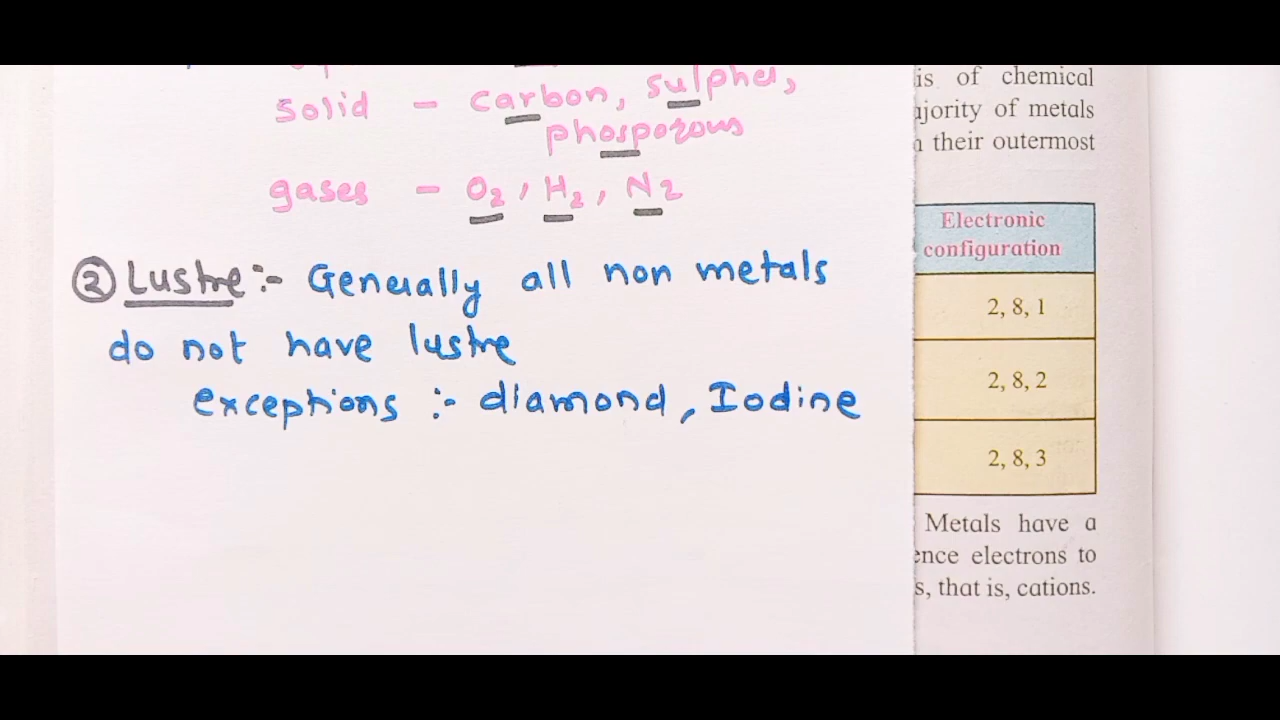 solid - carbon, sulpher,
phosporous
gases - O2, H2, N2
② Lustre :- Generally all non metals
do not have lustre
exceptions :- diamond, Iodine
is of chemical
ajority of metals
their outermost
Electronic
configuration
2, 8, 1
2, 8, 2
2, 8, 3
Metals have a
ence electrons to
s, that is, cations.